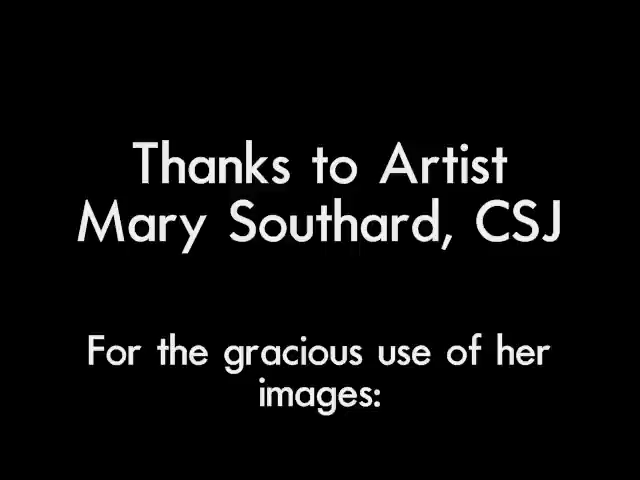 Thanks to Artist
Mary Southard, CSJ
For the gracious use of her
images: